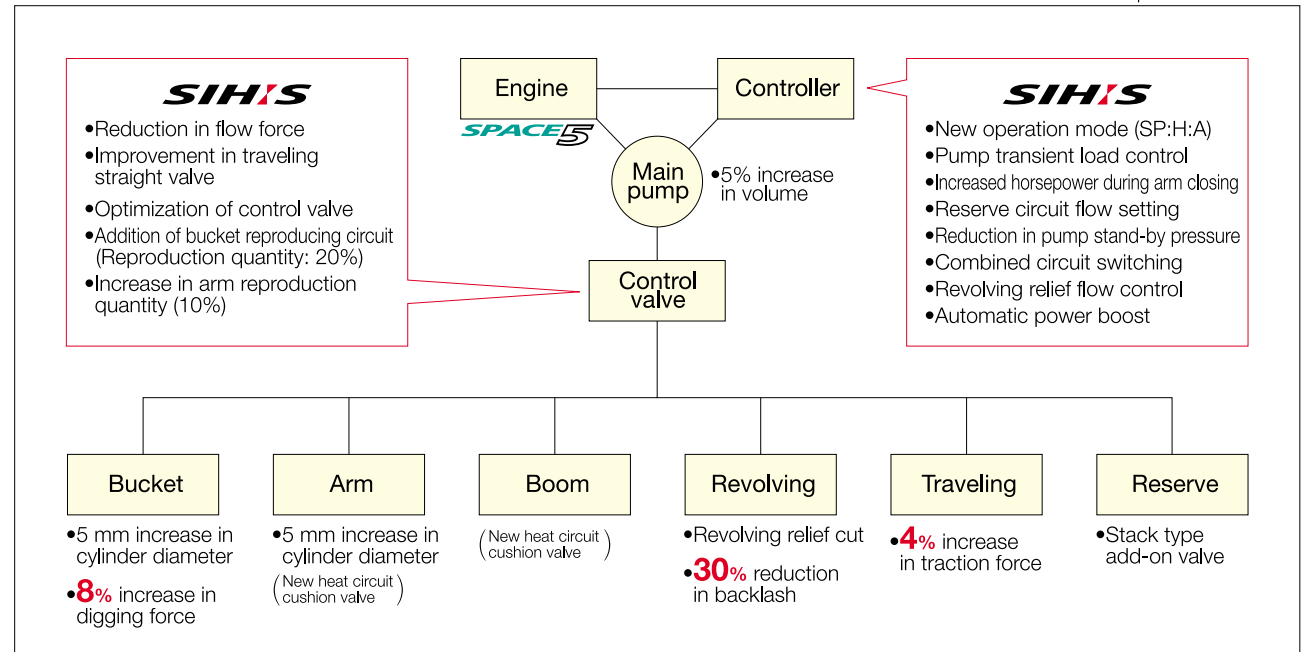 SIH:S
•Reduction in flow force
•Improvement in traveling
straight valve
•Optimization of control valve
•Addition of bucket reproducing circuit
(Reproduction quantity: 20%)
•Increase in arm reproduction
quantity (10%)
Engine
SPACE5
Controller
Main
pump
•5% increase
in volume
Control
valve
SIH:S
•New operation mode (SP:H:A)
•Pump transient load control
•Increased horsepower during arm closing
•Reserve circuit flow setting
•Reduction in pump stand-by pressure
•Combined circuit switching
•Revolving relief flow control
•Automatic power boost
Bucket
•5 mm increase in
cylinder diameter
•8% increase in
digging force
Arm
•5 mm increase in
cylinder diameter
(New heat circuit
cushion valve)
Boom
(New heat circuit
cushion valve)
Revolving
•Revolving relief cut
•30% reduction
in backlash
Traveling
•4% increase
in traction force
Reserve
•Stack type
add-on valve